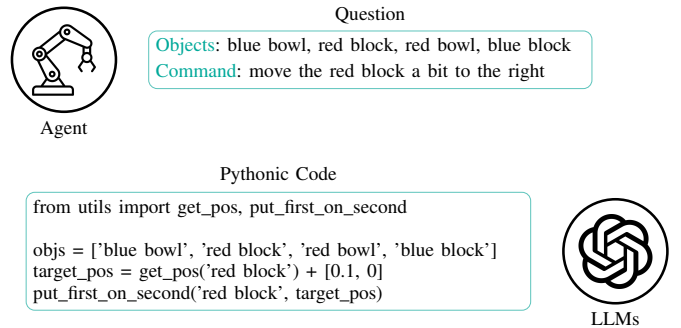 Question
Objects: blue bowl, red block, red bowl, blue block
Command: move the red block a bit to the right
Agent
Pythonic Code
from utils import get_pos, put_first_on_second
objs = [’blue bowl’, ’red block’, ’red bowl’, ’blue block’]
target_pos = get_pos(’red block’) + [0.1, 0]
put_first_on_second(’red block’, target_pos)
LLMs